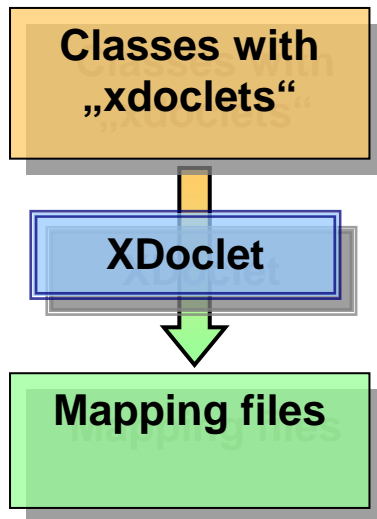 Classes with
„xdoclets“
XDoclet
Mapping files